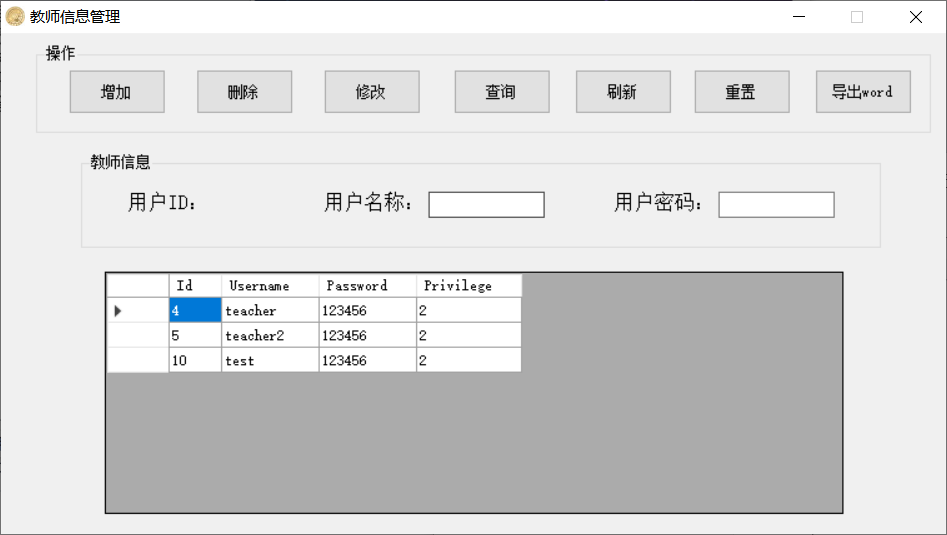 教师信息管理
操作
增加 删除 修改 查询 刷新 重置 导出word
教师信息
用户ID: 用户名称: 用户密码:
Id Username Password Privilege
4 teacher 123456 2
5 teacher2 123456 2
10 test 123456 2